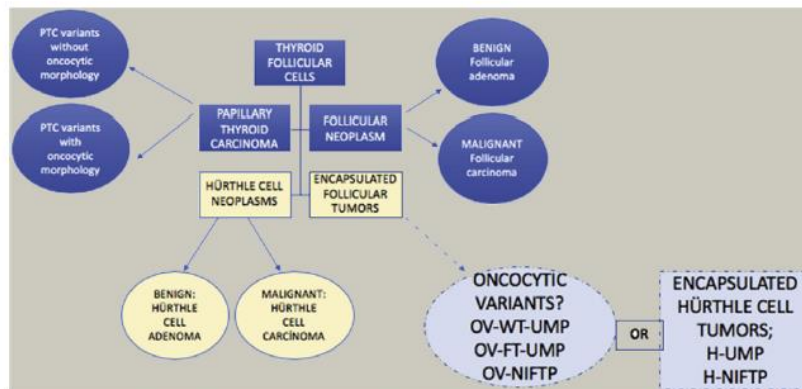 PTC variants
without
oncocytic
morphology
THYROID
FOLLICULAR
CELLS
BENIGN
Follicular
adenoma
PTC variants
with
oncocytic
morphology
PAPILLARY
THYROID
CARCINOMA
FOLLICULAR
NEOPLASM
MALIGNANT
Follicular
carcinoma
HÜRTHLE CELL
NEOPLASMS
ENCAPSULATED
FOLLICULAR
TUMORS
BENIGN:
HÜRTHLE
CELL
ADENOMA
MALIGNANT:
HÜRTHLE
CELL
CARCİNOMA
ONCOCYTIC
VARIANTS?
OV-WT-UMP
OV-FT-UMP
OV-NIFTP
OR
ENCAPSULATED
HÜRTHLE CELL
TUMORS;
H-UMP
H-NIFTP